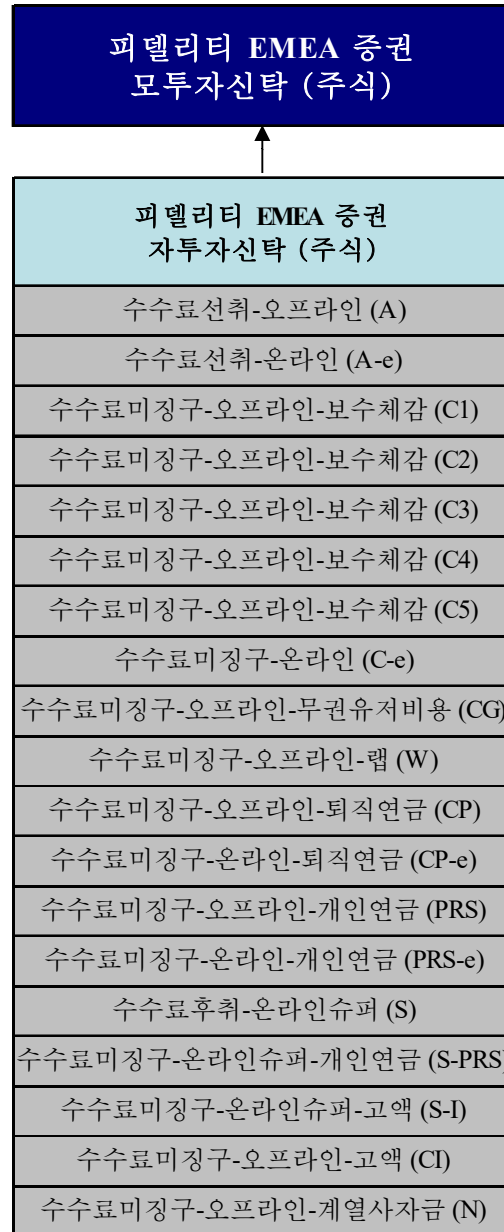 피델리티 EMEA 증권
모투자신탁 (주식)
피델리티 EMEA 증권
자투자신탁 (주식)
수수료선취-오프라인 (A)
수수료선취-온라인 (A-e)
수수료미징구-오프라인-보수체감 (C1)
수수료미징구-오프라인-보수체감 (C2)
수수료미징구-오프라인-보수체감 (C3)
수수료미징구-오프라인-보수체감 (C4)
수수료미징구-오프라인-보수체감 (C5)
수수료미징구-온라인 (C-e)
수수료미징구-오프라인-무권유저비용 (CG)
수수료미징구-오프라인-랩 (W)
수수료미징구-오프라인-퇴직연금 (CP)
수수료미징구-온라인-퇴직연금 (CP-e)
수수료미징구-오프라인-개인연금 (PRS)
수수료미징구-온라인-개인연금 (PRS-e)
수수료후취-온라인슈퍼 (S)
수수료미징구-온라인슈퍼-개인연금 (S-PRS)
수수료미징구-온라인슈퍼-고액 (S-I)
수수료미징구-오프라인-고액 (CI)
수수료미징구-오프라인-계열사자금 (N)